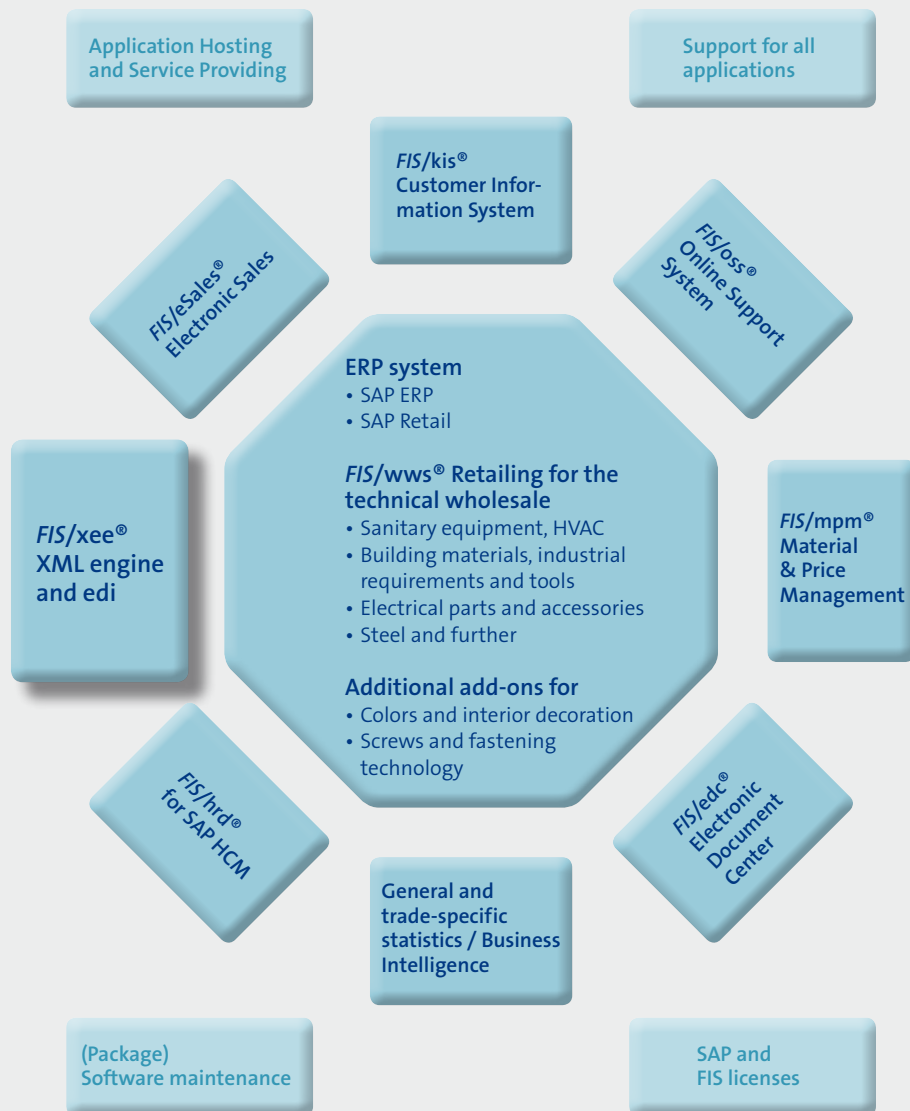 Application Hosting
and Service Providing
Support for all
applications
FIS/kis®
Customer Infor-
mation System
FIS/eSales®
Electronic Sales
FIS/oss®
Online Support
System
ERP system
• SAP ERP
• SAP Retail
FIS/wws® Retailing for the
technical wholesale
• Sanitary equipment, HVAC
• Building materials, industrial
requirements and tools
• Electrical parts and accessories
• Steel and further
Additional add-ons for
• Colors and interior decoration
• Screws and fastening
technology
FIS/xee®
XML engine
and edi
FIS/mpm®
Material
& Price
Management
FIS/hrd®
for SAP HCM
FIS/edc®
Electronic
Document
Center
General and
trade-specific
statistics / Business
Intelligence
(Package)
Software maintenance
SAP and
FIS licenses